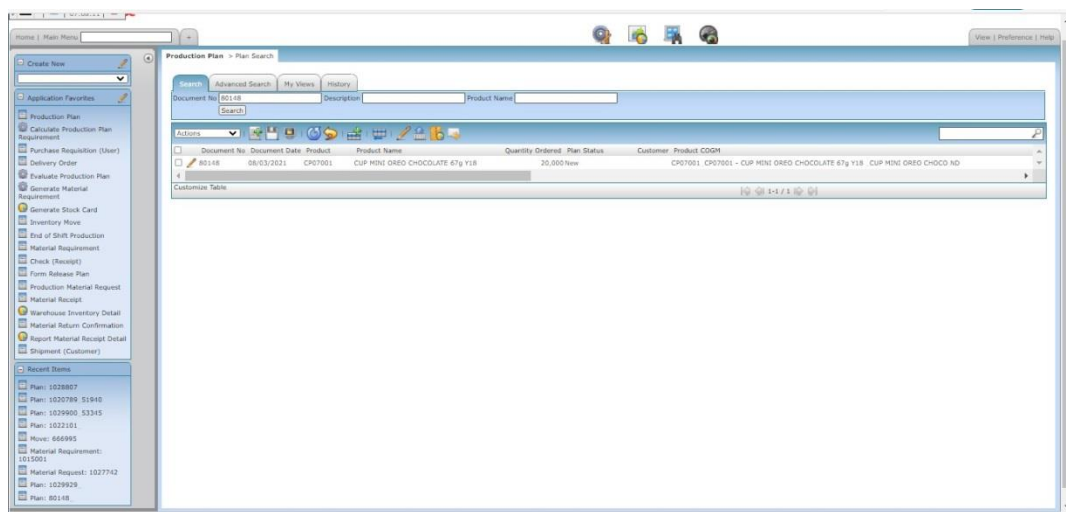 Home | Main Menu
View | Preference | Help
Create New
Application Favorites
Production Plan
Calculate Production Plan
Requirement
Purchase Requisition (User)
Delivery Order
Evaluate Production Plan
Generate Material
Requirement
Generate Stock Card
Inventory Move
End of Shift Production
Material Requirement
Check (Receipt)
Form Release Plan
Production Material Request
Material Receipt
Warehouse Inventory Detail
Material Return Confirmation
Report Material Receipt Detail
Shipment (Customer)
Recent Items
Plan: 1028807
Plan: 1020789_51940
Plan: 1029900_53345
Plan: 1022101_
Move: 666995
Material Requirement:
1015001
Material Request: 1027742
Plan: 1029929_
Plan: 80148_
Production Plan > Plan Search
Search Advanced Search My Views History
Document No 80148 Description Product Name
Search
Actions
Document No Document Date Product Product Name Quantity Ordered Plan Status Customer Product COGM
80148 08/03/2021 CP07001 CUP MINI OREO CHOCOLATE 67g Y18 20,000 New CP07001 CP07001 - CUP MINI OREO CHOCOLATE 67g Y18 CUP MINI OREO CHOCO ND
Customize Table 1-1 / 1